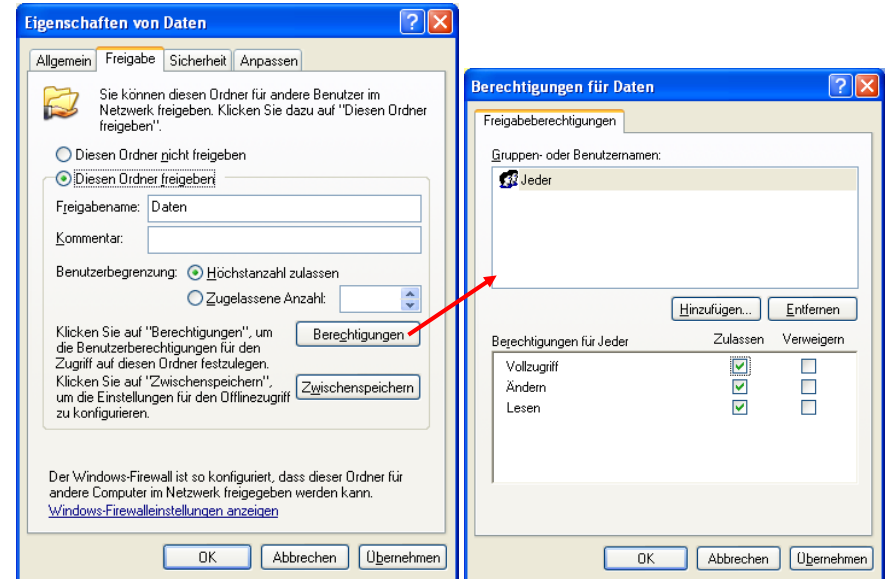 Eigenschaften von Daten
Allgemein Freigabe Sicherheit Anpassen
Sie können diesen Ordner für andere Benutzer im
Netzwerk freigeben. Klicken Sie dazu auf "Diesen Ordner
freigeben".
Diesen Ordner nicht freigeben
Diesen Ordner freigeben
Freigabename: Daten
Kommentar:
Benutzerbegrenzung: Höchstanzahl zulassen
Zugelassene Anzahl:
Klicken Sie auf "Berechtigungen", um
die Benutzerberechtigungen für den
Zugriff auf diesen Ordner festzulegen.
Berechtigungen
Klicken Sie auf "Zwischenspeichern",
um die Einstellungen für den Offlinezugriff
zu konfigurieren.
Zwischenspeichern
Der Windows-Firewall ist so konfiguriert, dass dieser Ordner für
andere Computer im Netzwerk freigegeben werden kann.
Windows-Firewalleinstellungen anzeigen
OK Abbrechen Übernehmen
Berechtigungen für Daten
Freigabeberechtigungen
Gruppen- oder Benutzernamen:
Jeder
Hinzufügen... Entfernen
Berechtigungen für Jeder Zulassen Verweigern
Vollzugriff
Ändern
Lesen
OK Abbrechen Übernehmen